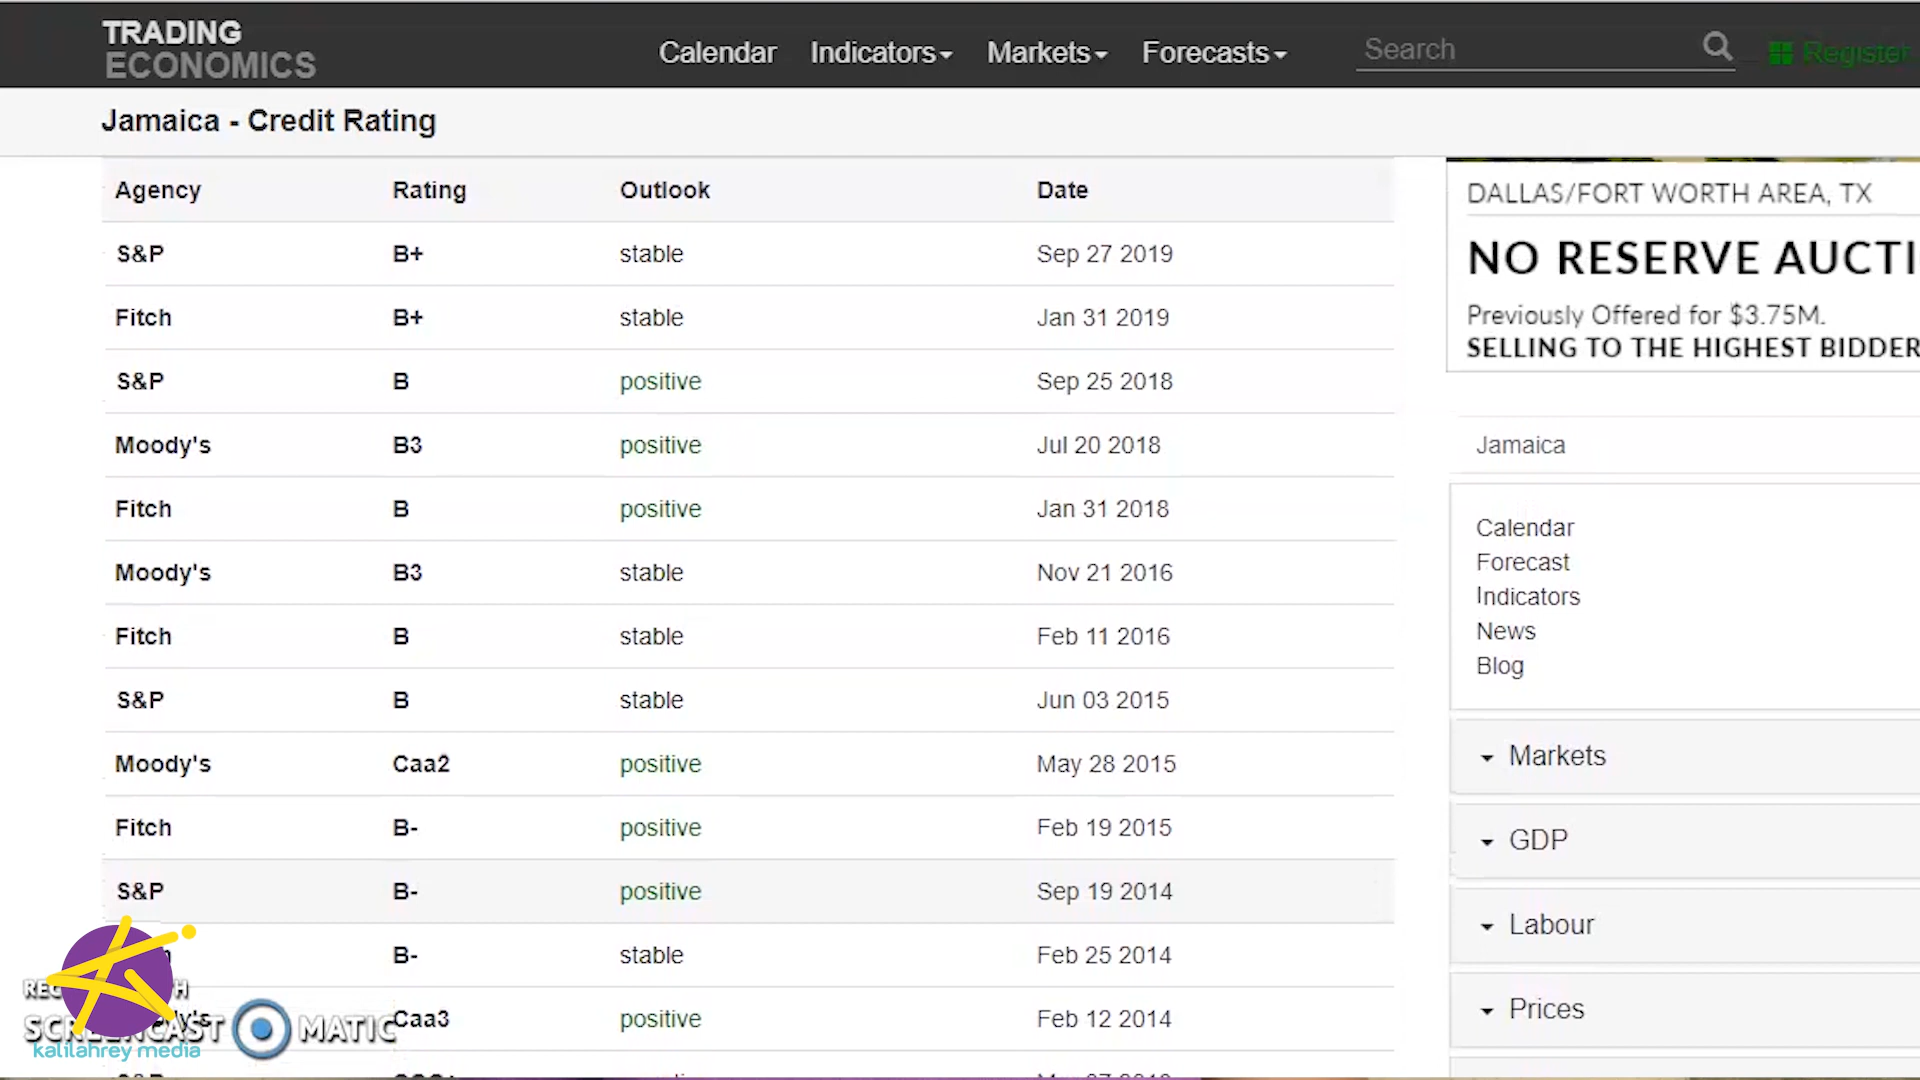 TRADING
ECONOMICS
Calendar Indicators Markets Forecasts Search Register
Jamaica - Credit Rating
Agency Rating Outlook Date
S&P B+ stable Sep 27 2019
Fitch B+ stable Jan 31 2019
S&P B positive Sep 25 2018
Moody's B3 positive Jul 20 2018
Fitch B positive Jan 31 2018
Moody's B3 stable Nov 21 2016
Fitch B stable Feb 11 2016
S&P B stable Jun 03 2015
Moody's Caa2 positive May 28 2015
Fitch B- positive Feb 19 2015
S&P B- positive Sep 19 2014
B- stable Feb 25 2014
Caa3 positive Feb 12 2014
DALLAS/FORT WORTH AREA, TX
NO RESERVE AUCTI
Previously Offered for $3.75M.
SELLING TO THE HIGHEST BIDDER
Jamaica
Calendar
Forecast
Indicators
News
Blog
Markets
GDP
Labour
Prices
MATIC
kalilahrey media